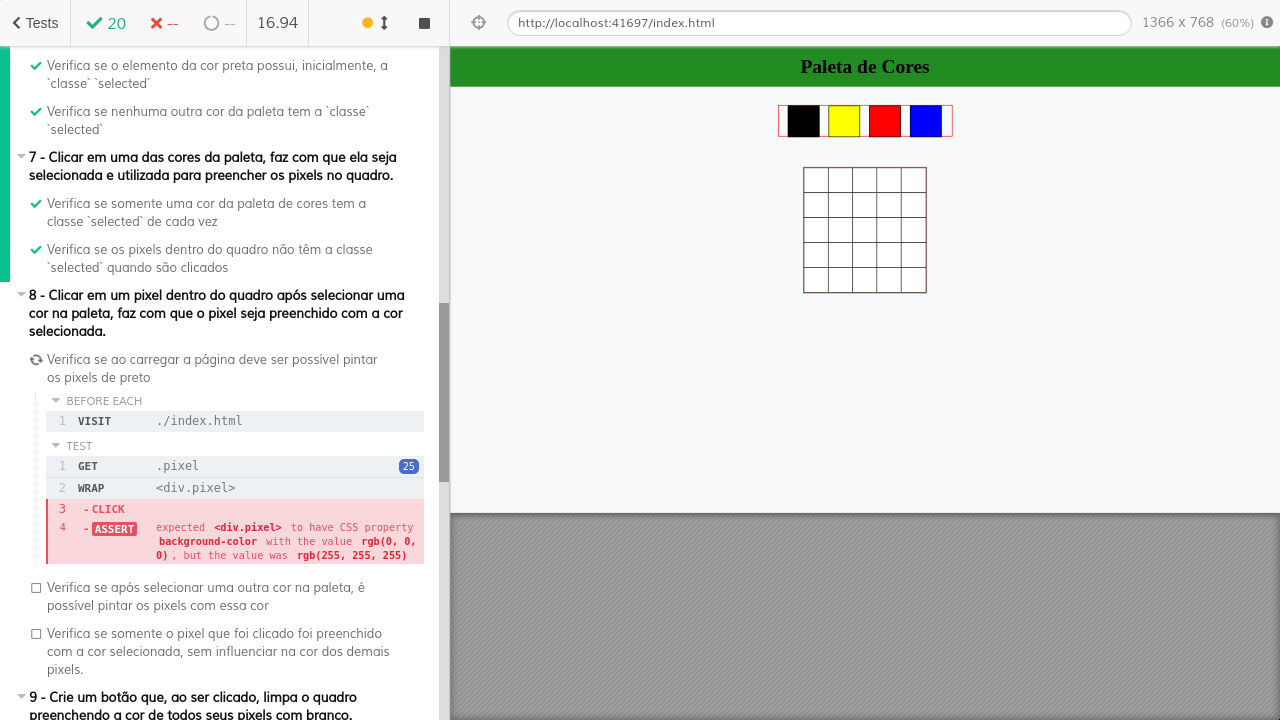 Tests
20
--
--
16.94
http://localhost:41697/index.html
1366 x 768 (60%)
Verifica se o elemento da cor preta possui, inicialmente, a
`classe` `selected`
Verifica se nenhuma outra cor da paleta tem a `classe`
`selected`
7 - Clicar em uma das cores da paleta, faz com que ela seja
selecionada e utilizada para preencher os pixels no quadro.
Verifica se somente uma cor da paleta de cores tem a
classe `selected` de cada vez
Verifica se os pixels dentro do quadro não têm a classe
`selected` quando são clicados
8 - Clicar em um pixel dentro do quadro após selecionar uma
cor na paleta, faz com que o pixel seja preenchido com a cor
selecionada.
Verifica se ao carregar a página deve ser possível pintar
os pixels de preto
BEFORE EACH
1 VISIT ./index.html
TEST
1 GET .pixel 25
2 WRAP <div.pixel>
3 -CLICK
4 -ASSERT expected <div.pixel> to have CSS property
background-color with the value rgb(0, 0,
0), but the value was rgb(255, 255, 255)
Verifica se após selecionar uma outra cor na paleta, é
possível pintar os pixels com essa cor
Verifica se somente o pixel que foi clicado foi preenchido
com a cor selecionada, sem influenciar na cor dos demais
pixels.
9 - Crie um botão que, ao ser clicado, limpa o quadro
preenchendo a cor de todos seus pixels com branco.
Paleta de Cores